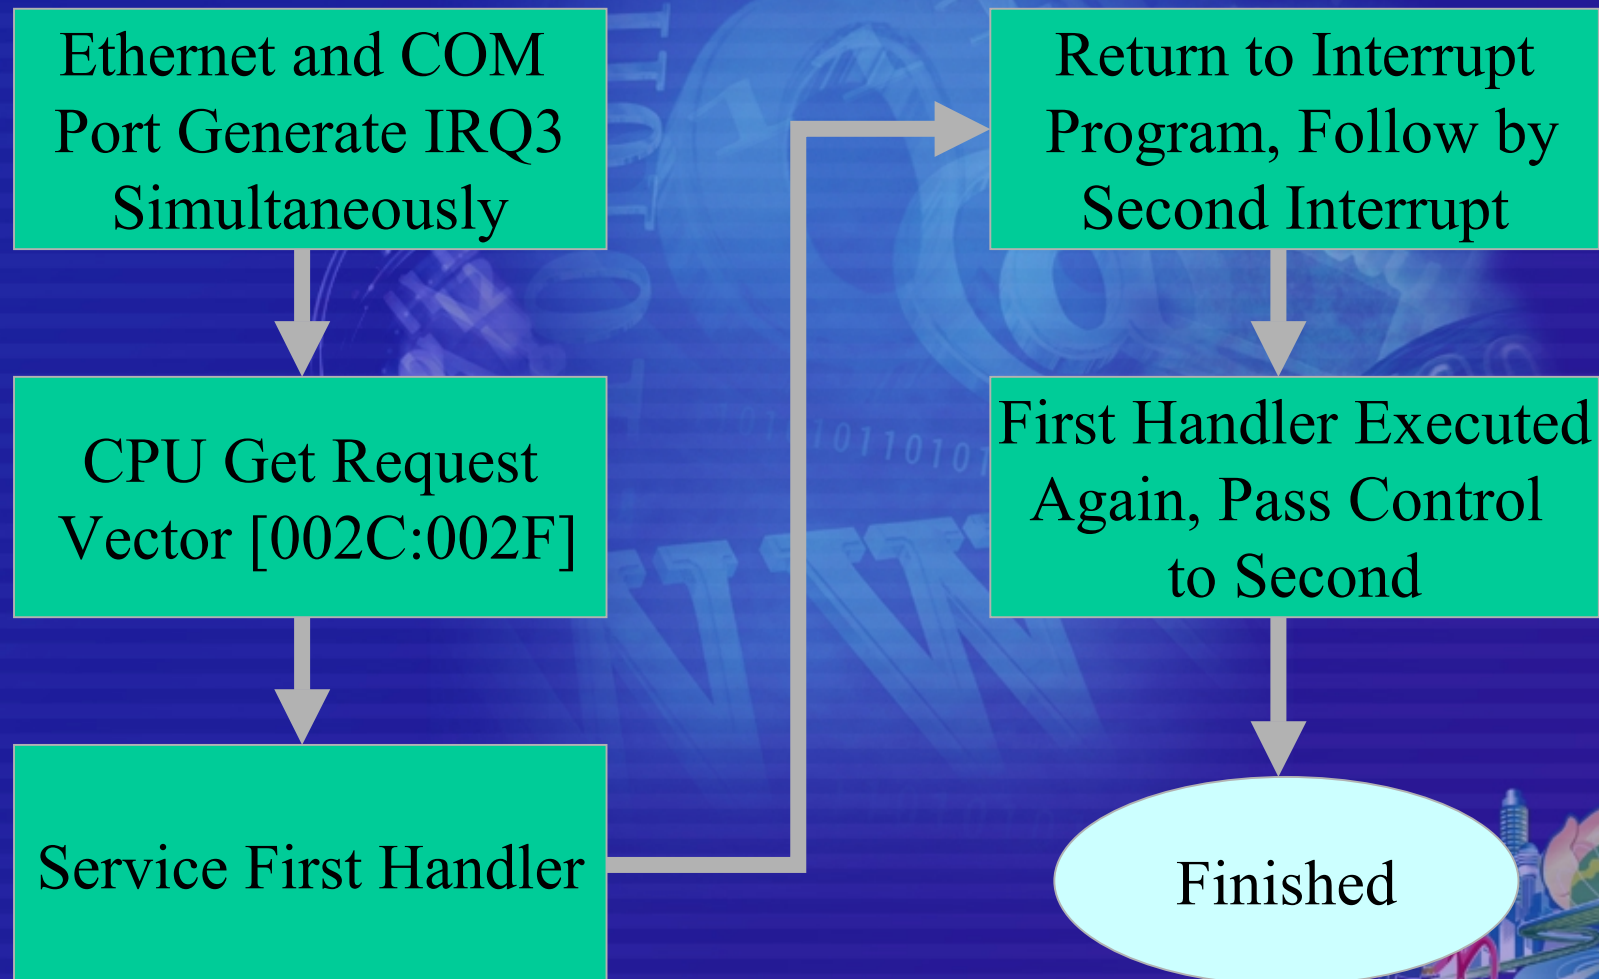 Ethernet and COM
Port Generate IRQ3
Simultaneously
CPU Get Request
Vector [002C:002F]
Service First Handler
Return to Interrupt
Program, Follow by
Second Interrupt
First Handler Executed
Again, Pass Control
to Second
Finished